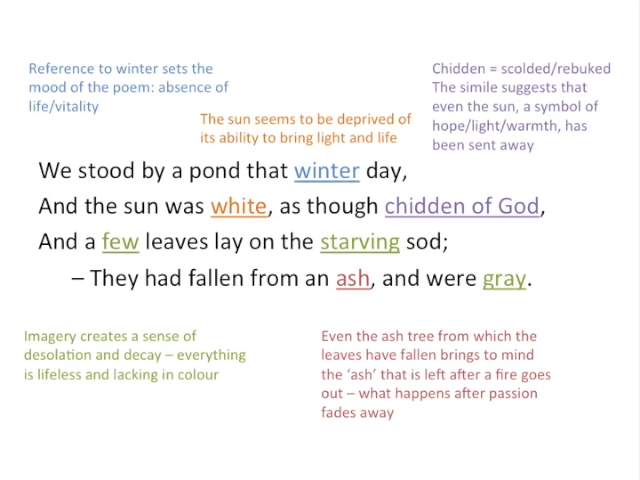 Reference to winter sets the
mood of the poem: absence of
life/vitality
The sun seems to be deprived of
its ability to bring light and life
Chidden = scolded/rebuked
The simile suggests that
even the sun, a symbol of
hope/light/warmth, has
been sent away
We stood by a pond that winter day,
And the sun was white, as though chidden of God,
And a few leaves lay on the starving sod;
– They had fallen from an ash, and were gray.
Imagery creates a sense of
desolation and decay – everything
is lifeless and lacking in colour
Even the ash tree from which the
leaves have fallen brings to mind
the ‘ash’ that is left after a fire goes
out – what happens after passion
fades away